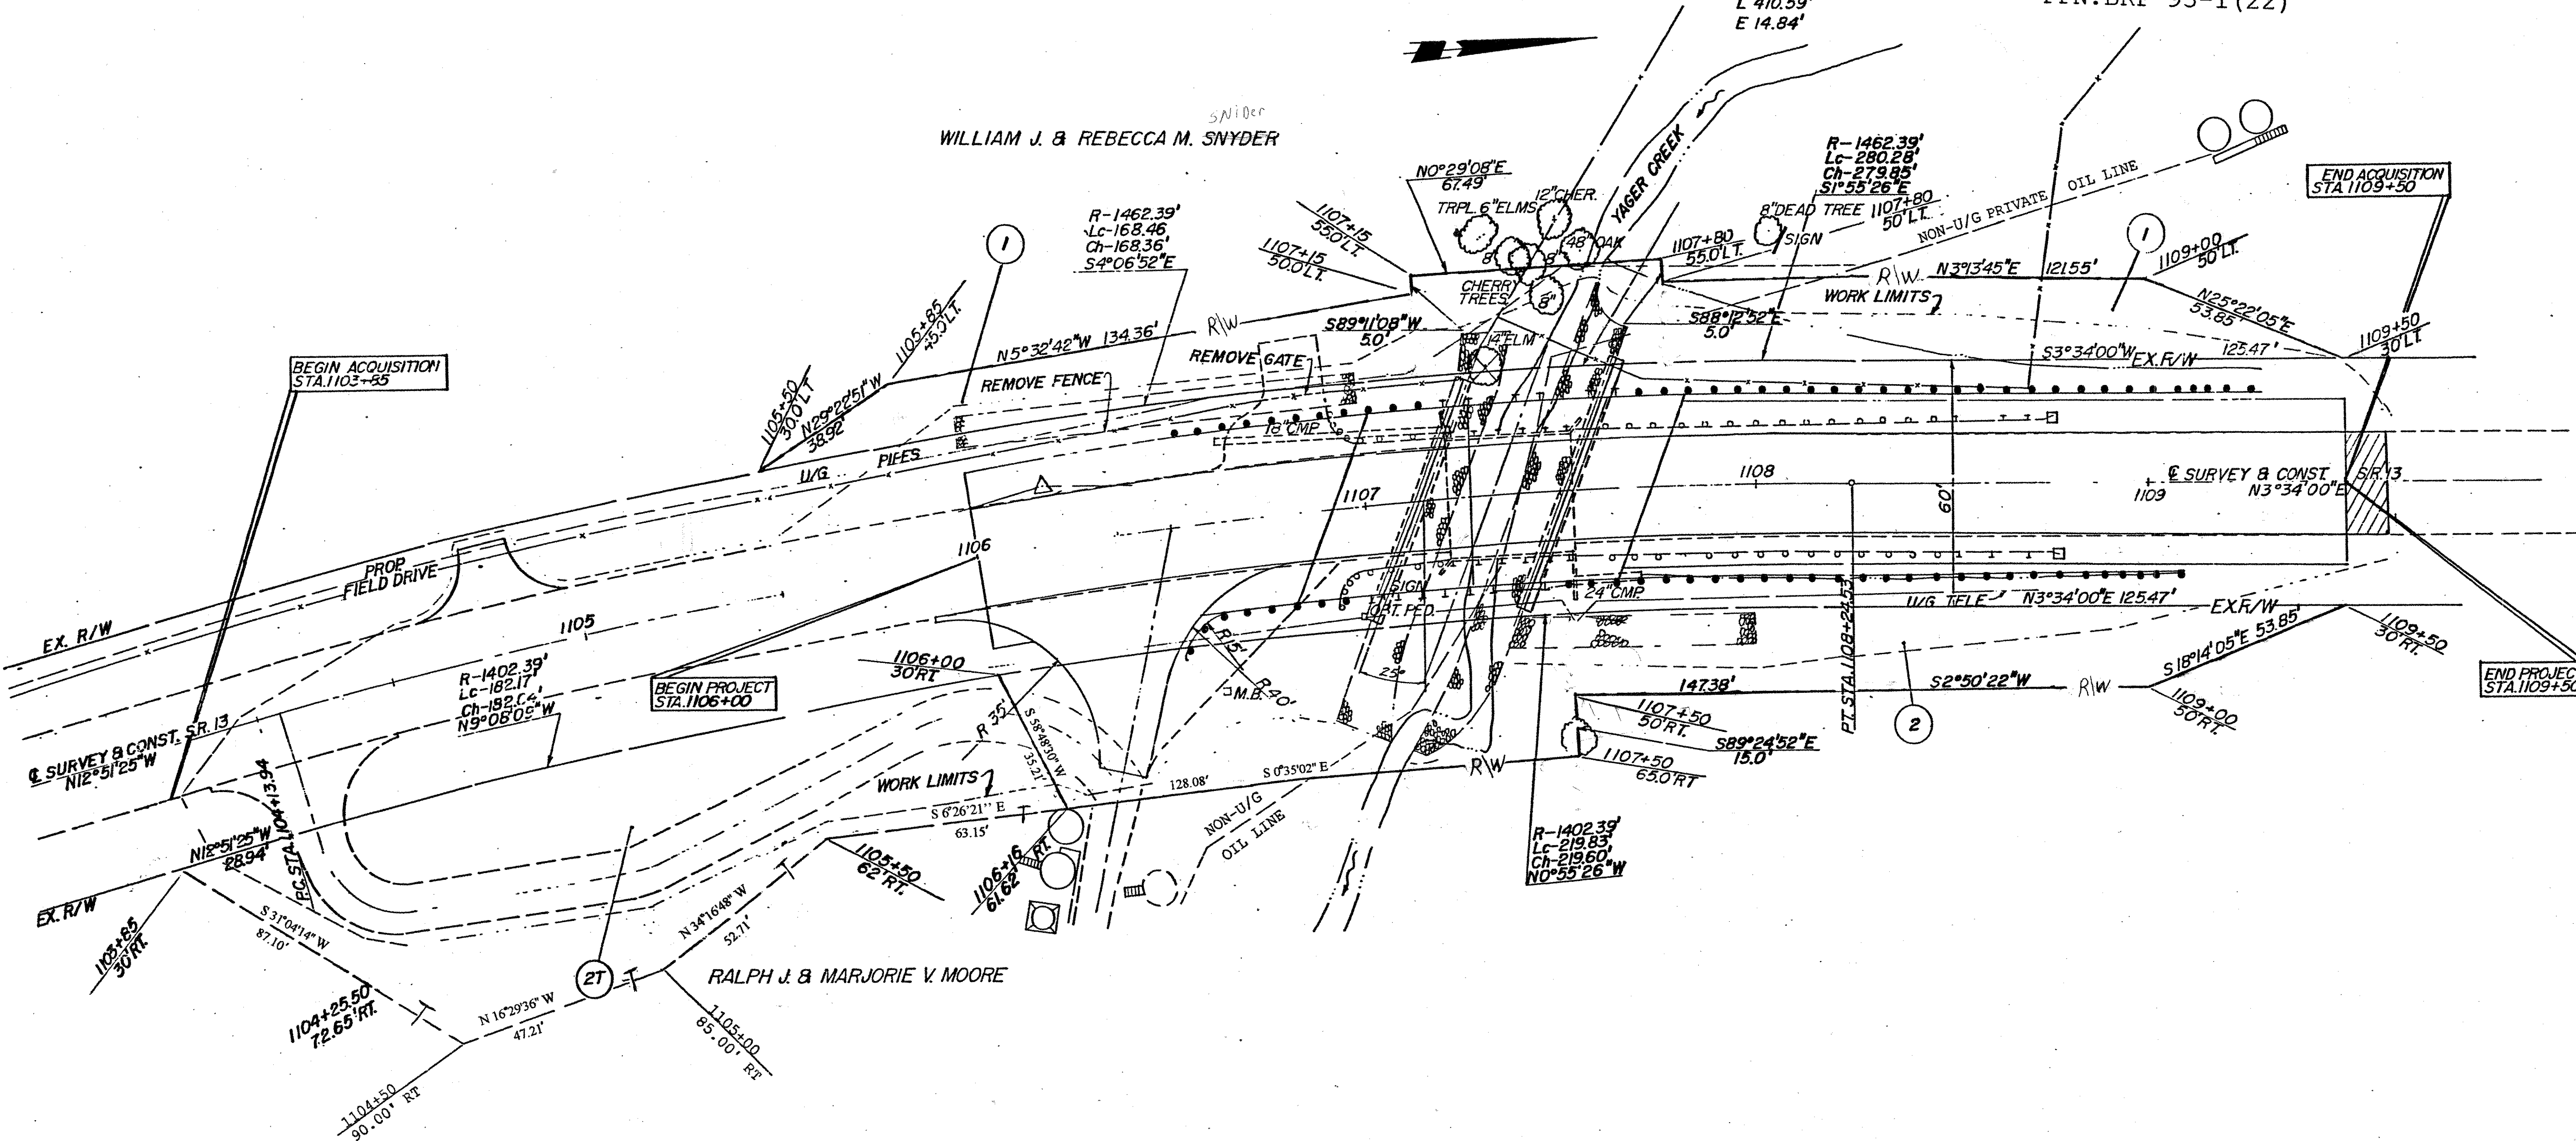 L 410.59'
E 14.84'
WILLIAM J. & REBECCA M. SNYDER
SNiDer
YAGER CREEK
R-1462.39'
Lc-280.28'
Ch-279.85'
S1°55'26"E
OIL LINE
NON-U/G PRIVATE
END ACQUISITION
STA.1109+50
N0°29'08"E
67.49'
12"CHER.
TRPL. 6"ELMS
48" OAK
8"
8"
CHERRY
TREES
8"
8"DEAD TREE 1107+80
50'LT.
SIGN
1107+80
55.0'LT.
1107+15
55.0'LT.
1107+15
50.0'LT.
R-1462.39'
Lc-168.46
Ch-168.36'
S4°06'52"E
1
1
1109+00
50'LT.
R\W
N3°13'45"E 121.55'
WORK LIMITS
N25°22'05"E
53.85'
1109+50
30'LT.
1105+85
45.0'LT.
N5°32'42"W 134.36'
R\W
S89°11'08"W
5.0'
14"ELM
S88°12'52"E
5.0'
S3°34'00"W
EX.R/W
125.47'
REMOVE GATE
REMOVE FENCE
BEGIN ACQUISITION
STA.1103+85
1105+50
30.0'LT
N29°22'51"W
38.92'
U/G PIPES
18"CMP
1106
1107
1108
1109
℄ SURVEY & CONST. S.R.13
N3°34'00"E
60'
PROP.
FIELD DRIVE
EX. R/W
1105
SIGN
24"CMP
U/G TELE
N3°34'00"E 125.47'
EX.R/W
1109+50
30'RT.
S18°14'05"E 53.85'
R-1402.39'
Lc-182.17'
N9°08'09"W
BEGIN PROJECT
STA.1106+00
1106+00
30'RT
R15'
R40'
M.B.
25°
R 35'
S 58°48'30" W
35.21'
147.38'
S2°50'22"W
R\W
1109+00
50'RT.
END PROJEC
STA.1109+50
P.T. STA.1108+24.53
2
1107+50
50'RT.
S89°24'52"E
15.0'
1107+50
65.0'RT
℄ SURVEY & CONST. S.R.13
N12°51'25"W
P.C. STA.1104+13.94
N12°51'25"W
28.94'
EX. R/W
WORK LIMITS
S 6°26'21" E
63.15'
128.08'
S 0°35'02" E
R\W
NON-U/G
OIL LINE
R-1402.39'
Lc-219.83'
Ch-219.60'
N0°55'26"W
1103+85
30'RT.
S 31°04'14" W
87.10'
1105+50
62'RT.
1106+16
61.62' RT.
N 34°16'48" W
52.71'
2T
RALPH J. & MARJORIE V. MOORE
1104+25.50
72.65'RT.
N 16°29'36" W
47.21'
1105+00
85.00' RT
1104+50
90.00' RT